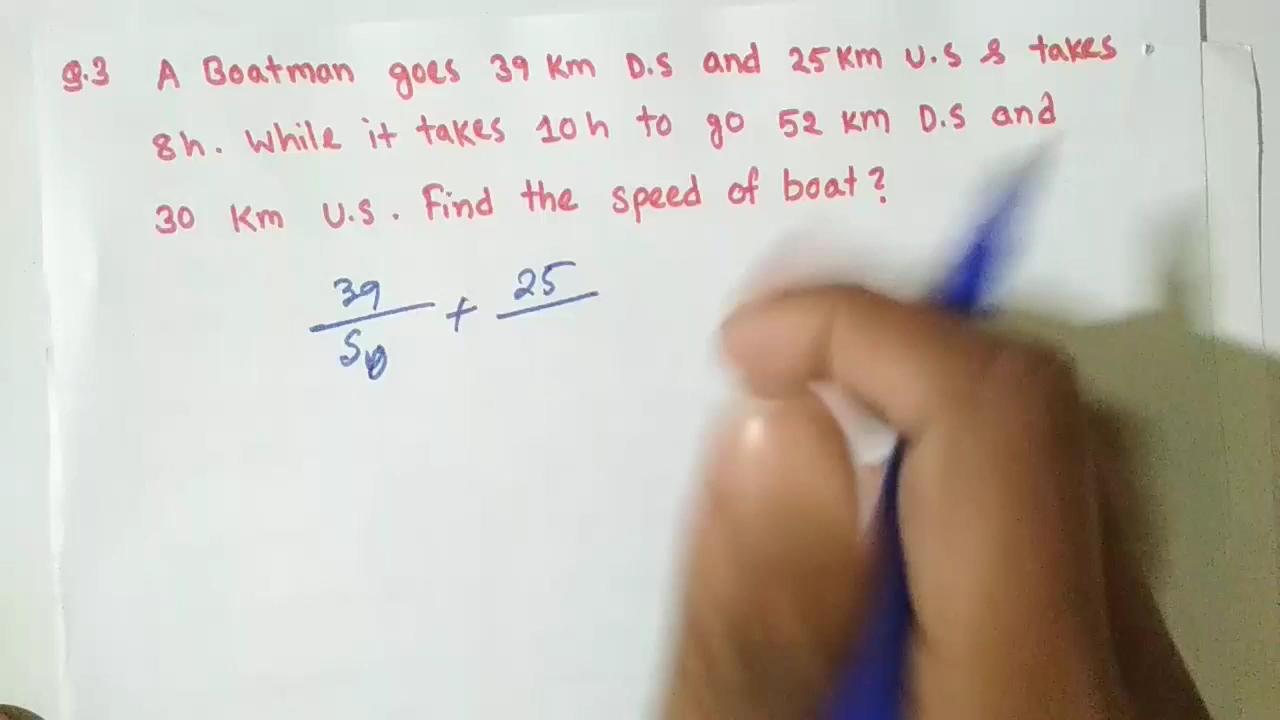 Q.3 A Boatman goes 39 Km D.S and 25 Km U.S & takes
8h. While it takes 10h to go 52 Km D.S and
30 Km U.S. Find the speed of boat?
39 + 25
S_D